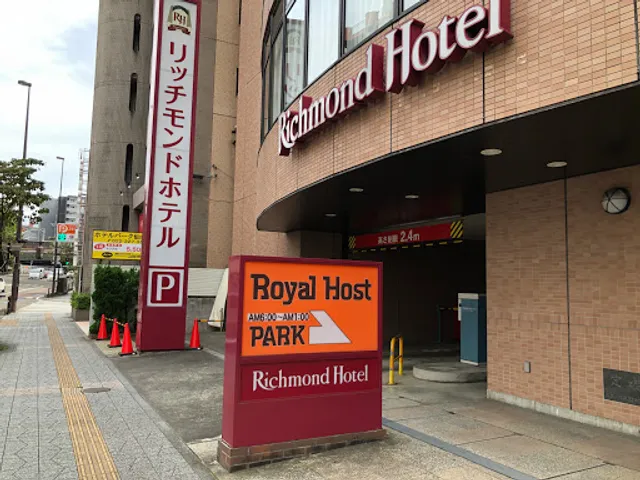 RH
リッチモンドホテル
P
Richmond Hotel
高さ制限 2.4m
Royal Host
AM6:00~AM1:00
PARK
Richmond Hotel